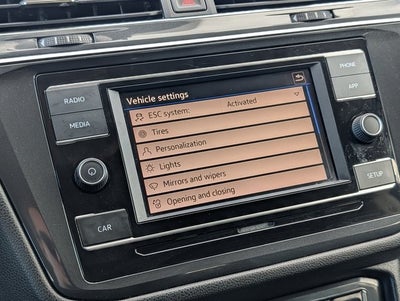 PHONE
RADIO
Vehicle settings
APP
ESC system: Activated
MEDIA
Tires
Personalization
Lights
Mirrors and wipers
SETUP
CAR
Opening and closing